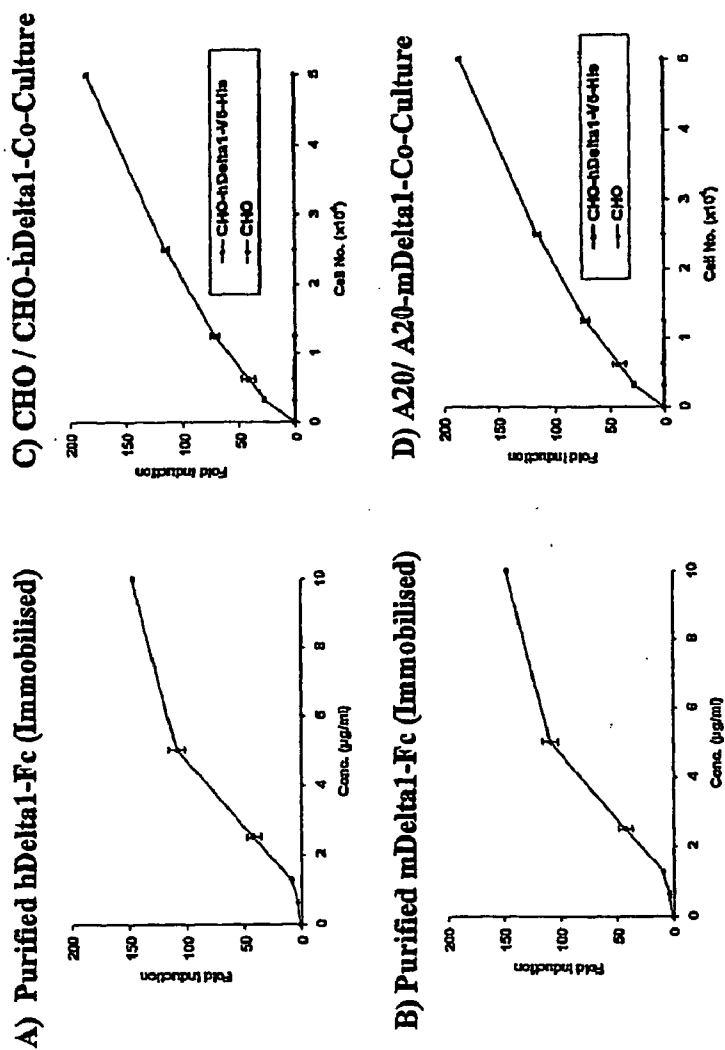 A) Purified hDelta1-Fc (Immobilised)
200
150
100
50
0
Fold Induction
0
2
4
6
8
10
Conc. (µg/ml)
B) Purified mDelta1-Fc (Immobilised)
200
150
100
50
0
Fold Induction
0
2
4
6
8
10
Conc. (µg/ml)
C) CHO / CHO-hDelta1-Co-Culture
200
150
100
50
0
Fold Induction
0
1
2
3
4
5
Cell No. (x10⁴)
CHO-hDelta1-V5-His
CHO
D) A20/ A20-mDelta1-Co-Culture
200
150
100
50
0
Fold Induction
0
1
2
3
4
5
Cell No. (x10⁴)
CHO-hDelta1-V5-His
CHO